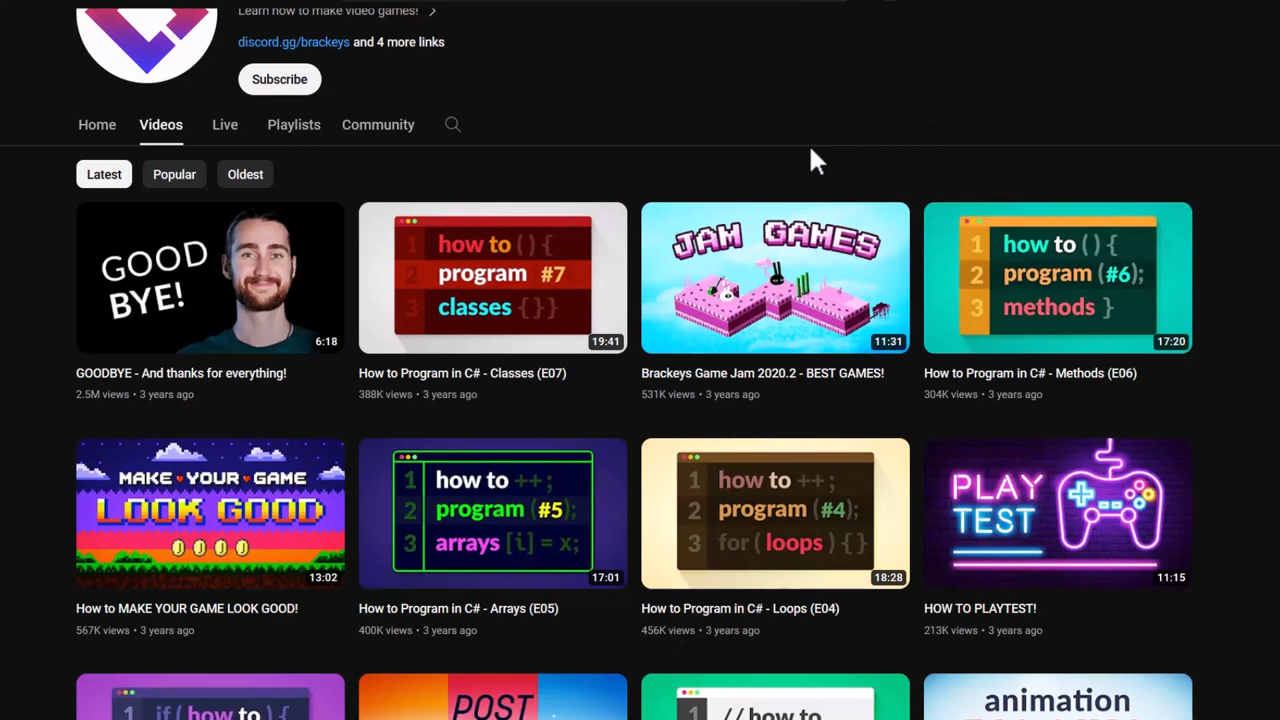 Learn how to make video games!
discord.gg/brackeys and 4 more links
Subscribe
Home Videos Live Playlists Community
Latest Popular Oldest
GOOD
BYE!
6:18
1 how to () {
2 program #7
3 classes {}}
19:41
JAM GAMES
11:31
1 how to () {
2 program (#6);
3 methods }
17:20
GOODBYE - And thanks for everything!
2.5M views • 3 years ago
How to Program in C# - Classes (E07)
388K views • 3 years ago
Brackeys Game Jam 2020.2 - BEST GAMES!
531K views • 3 years ago
How to Program in C# - Methods (E06)
304K views • 3 years ago
MAKE YOUR GAME
LOOK GOOD
13:02
1 how to ++;
2 program (#5);
3 arrays [i] = x;
17:01
1 how to ++;
2 program (#4);
3 for ( loops ) {}
18:28
PLAY
TEST
11:15
How to MAKE YOUR GAME LOOK GOOD!
567K views • 3 years ago
How to Program in C# - Arrays (E05)
400K views • 3 years ago
How to Program in C# - Loops (E04)
456K views • 3 years ago
HOW TO PLAYTEST!
213K views • 3 years ago
1 if ( how to ) {
POST
1 // how to
animation